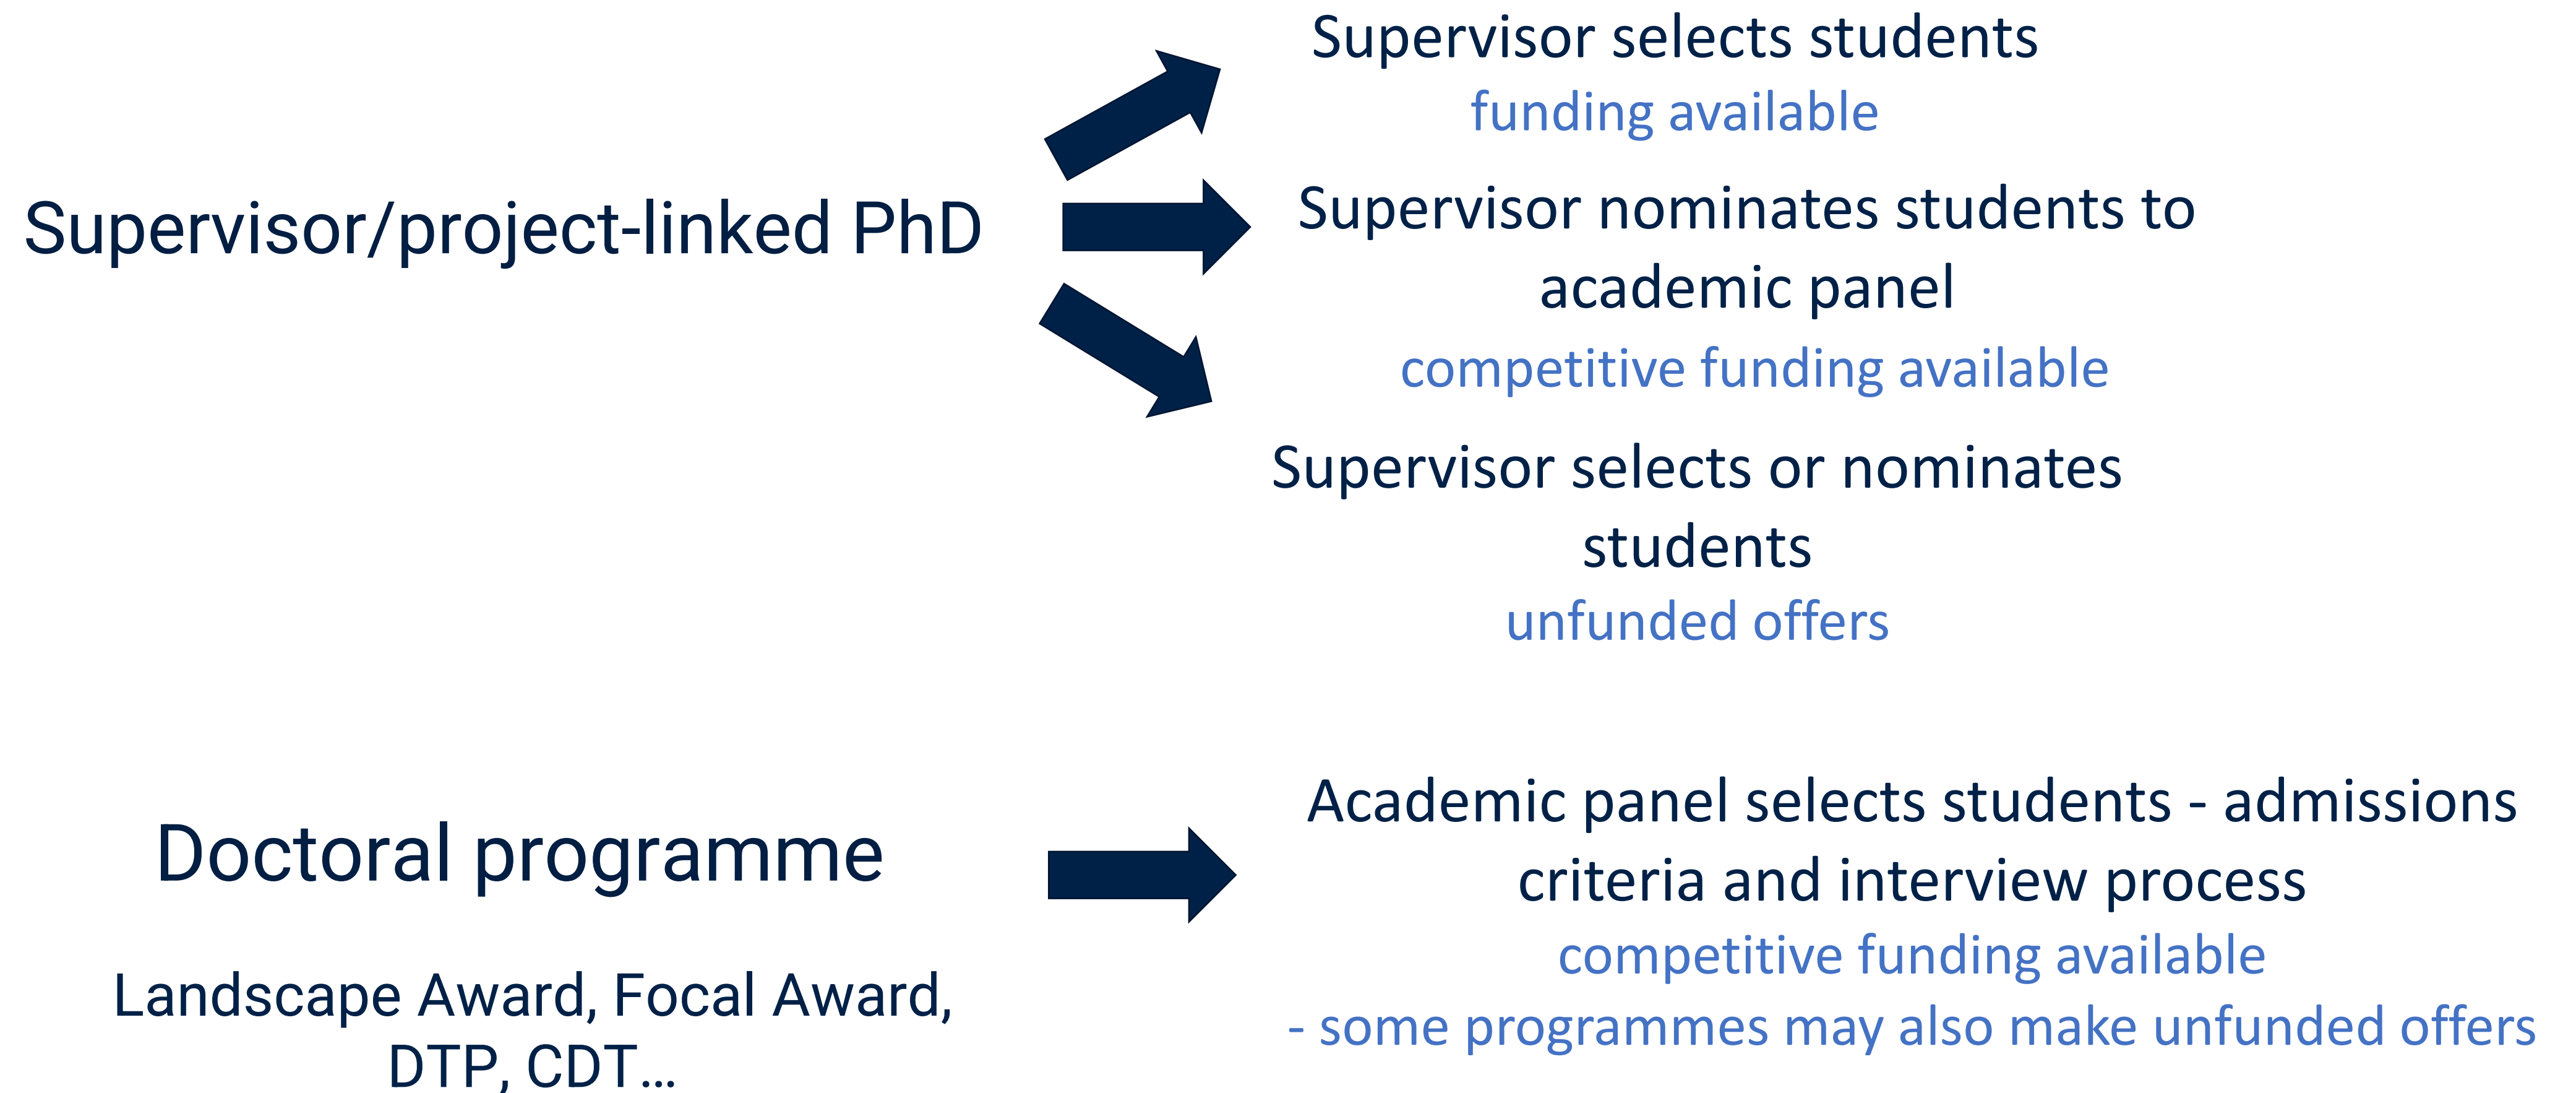 Supervisor/project-linked PhD
Supervisor selects students
funding available
Supervisor nominates students to
academic panel
competitive funding available
Supervisor selects or nominates
students
unfunded offers
Doctoral programme
Landscape Award, Focal Award,
DTP, CDT...
Academic panel selects students - admissions
criteria and interview process
competitive funding available
- some programmes may also make unfunded offers